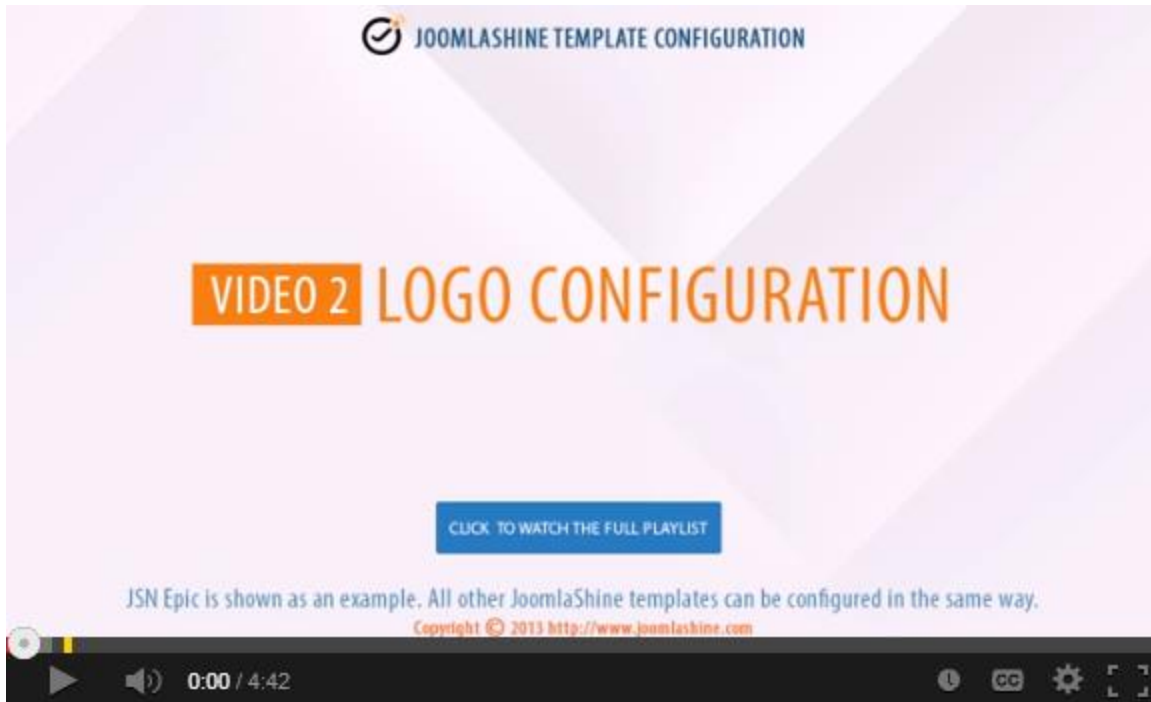 JOOMLASHINE TEMPLATE CONFIGURATION
VIDEO 2 LOGO CONFIGURATION
CLICK TO WATCH THE FULL PLAYLIST
JSN Epic is shown as an example. All other JoomlaShine templates can be configured in the same way.
Copyright © 2013 http://www.joomlashine.com
0:00 / 4:42
CC